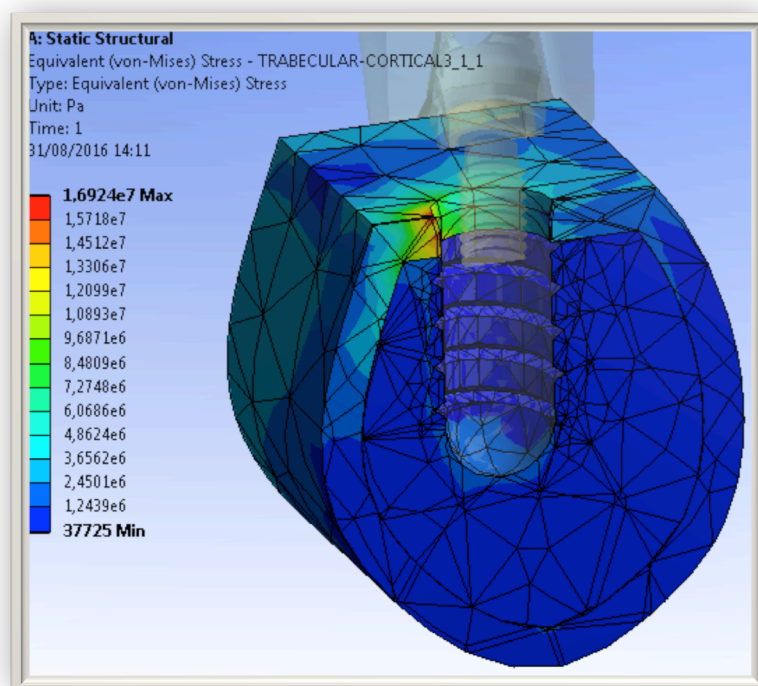 A: Static Structural
Equivalent (von-Mises) Stress - TRABECULAR-CORTICAL3_1_1
Type: Equivalent (von-Mises) Stress
Unit: Pa
Time: 1
31/08/2016 14:11
1,6924e7 Max
1,5718e7
1,4512e7
1,3306e7
1,2099e7
1,0893e7
9,6871e6
8,4809e6
7,2748e6
6,0686e6
4,8624e6
3,6562e6
2,4501e6
1,2439e6
37725 Min